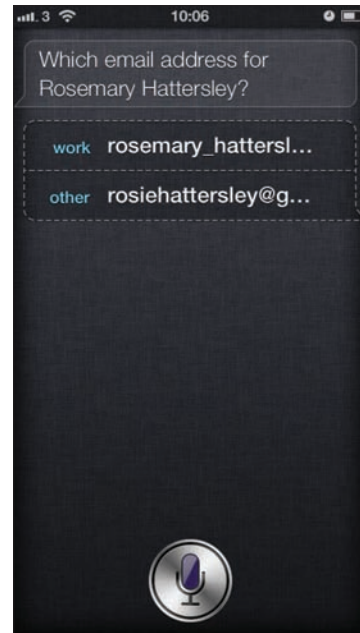 3 10:06
Which email address for
Rosemary Hattersley?
work rosemary_hattersl...
other rosiehattersley@g...